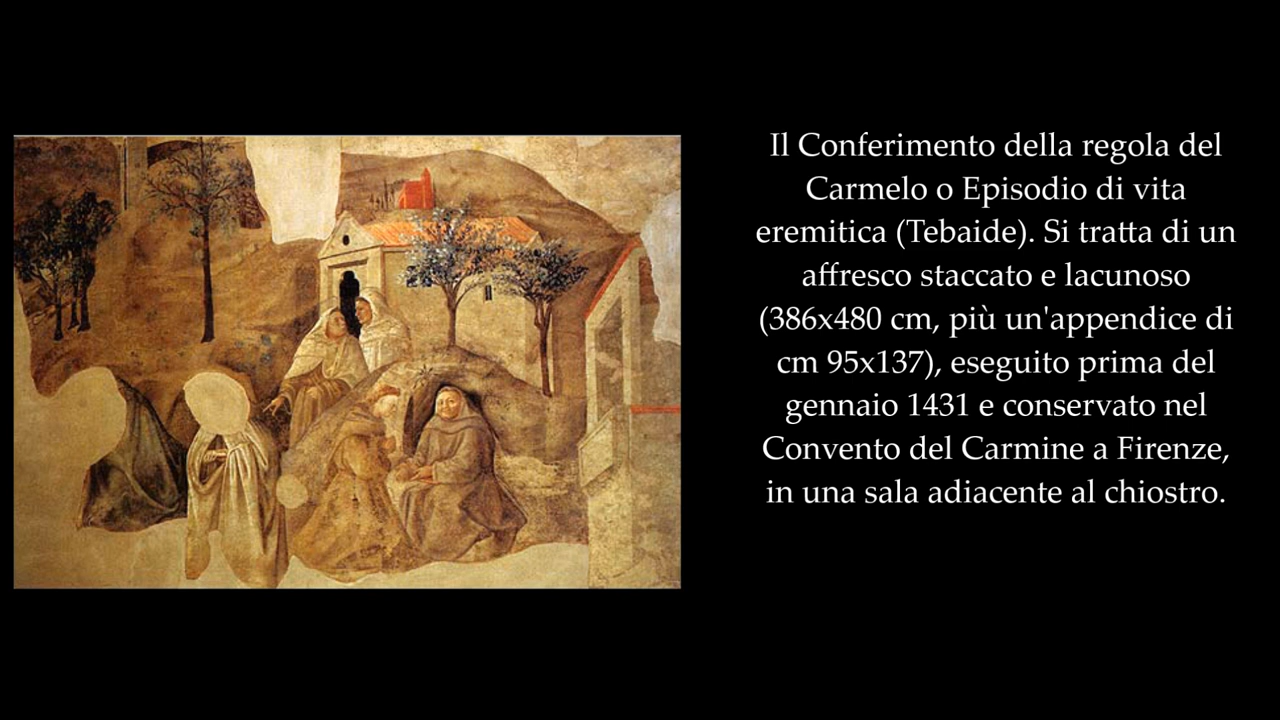 Il Conferimento della regola del
Carmelo o Episodio di vita
eremitica (Tebaide). Si tratta di un
affresco staccato e lacunoso
(386x480 cm, più un'appendice di
cm 95x137), eseguito prima del
gennaio 1431 e conservato nel
Convento del Carmine a Firenze,
in una sala adiacente al chiostro.